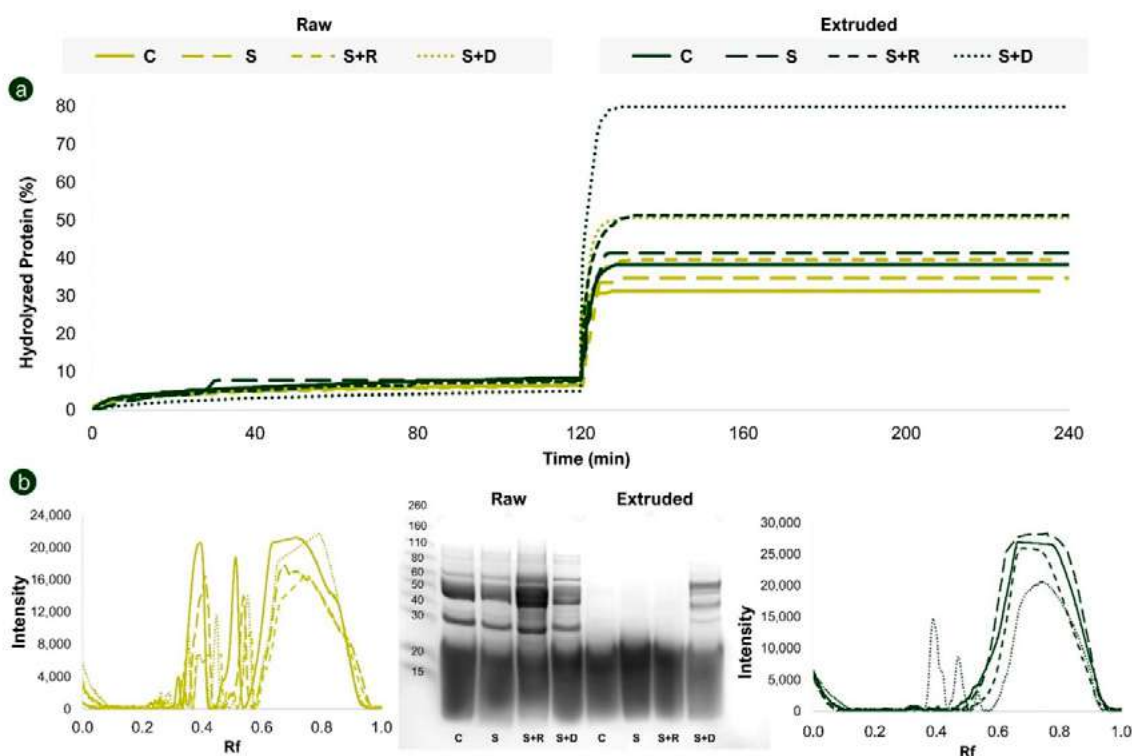 Raw
Extruded
C S S+R S+D
C S S+R S+D
a
80
70
60
50
40
30
20
10
0
Hydrolyzed Protein (%)
0 40 80 120 160 200 240
Time (min)
b
24,000
20,000
16,000
12,000
8,000
4,000
0
Intensity
0.0 0.2 0.4 0.6 0.8 1.0
Rf
Raw Extruded
260
160
110
80
60
50
40
30
20
15
C S S+R S+D C S S+R S+D
30,000
25,000
20,000
15,000
10,000
5,000
0
Intensity
0.0 0.2 0.4 0.6 0.8 1.0
Rf